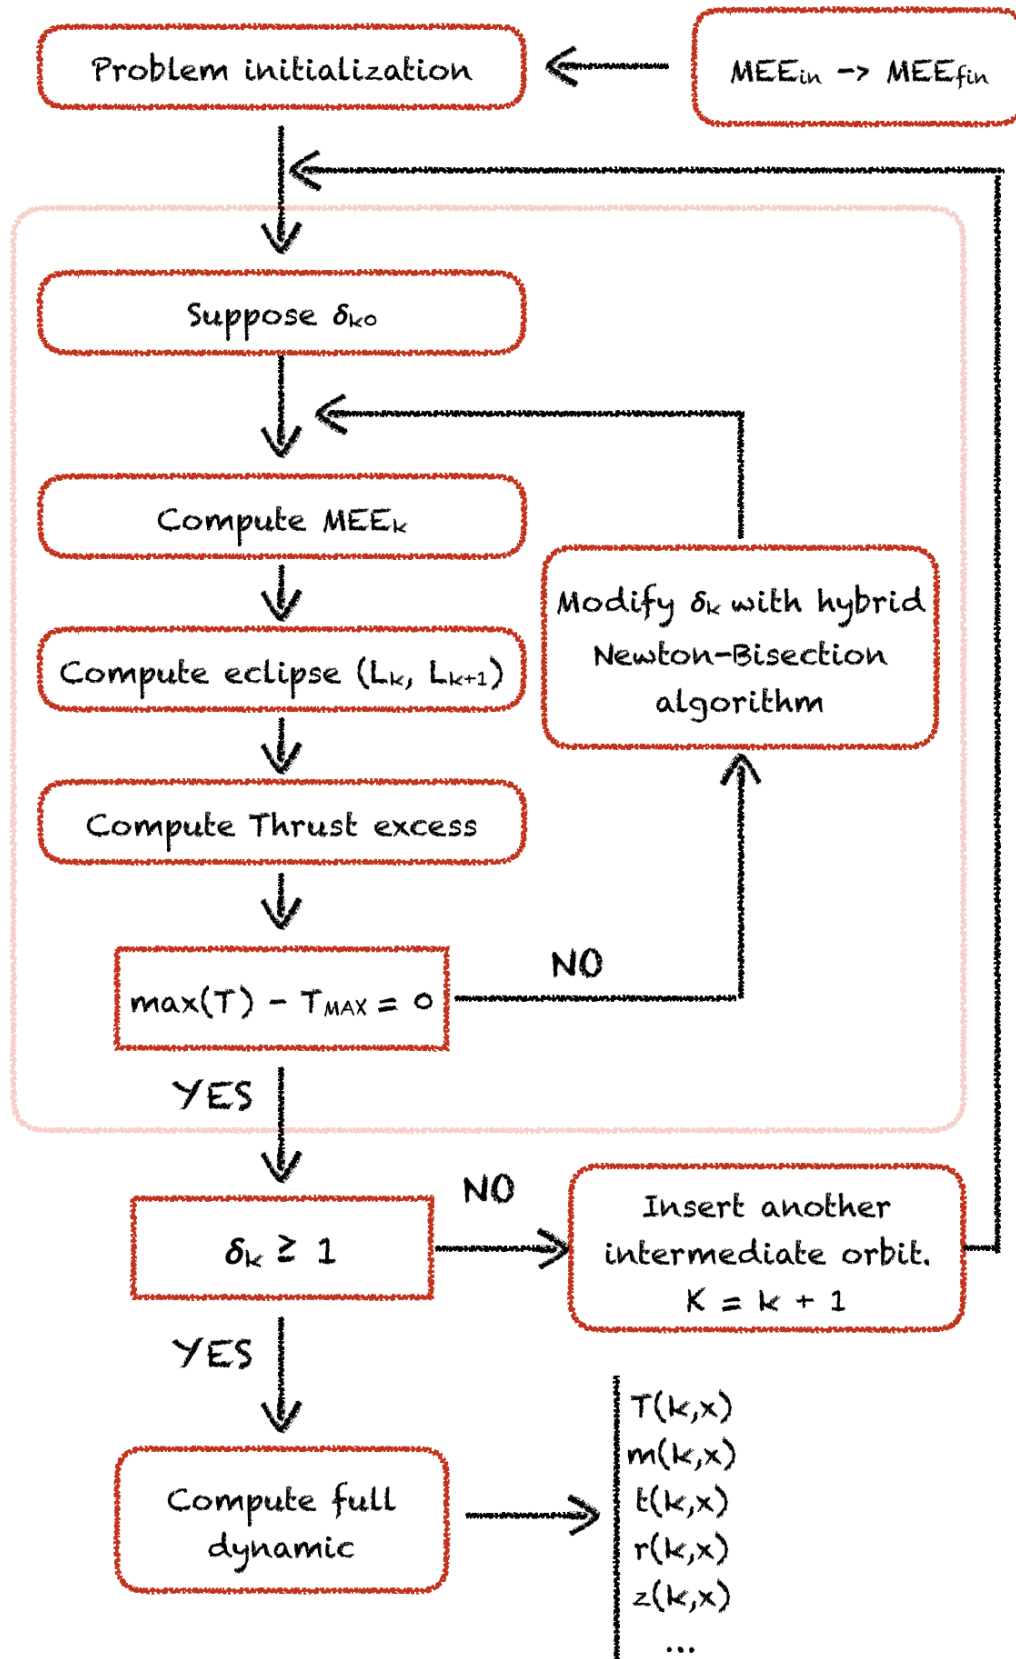 Problem initialization
MEEin -> MEEfin
Suppose δk0
Compute MEEk
Modify δk with hybrid
Newton-Bisection
algorithm
Compute eclipse (Lk, Lk+1)
Compute Thrust excess
max(T) - TMAX = 0
NO
YES
δk ≥ 1
NO
Insert another
intermediate orbit.
K = k + 1
YES
Compute full
dynamic
T(k,x)
m(k,x)
t(k,x)
r(k,x)
z(k,x)
...